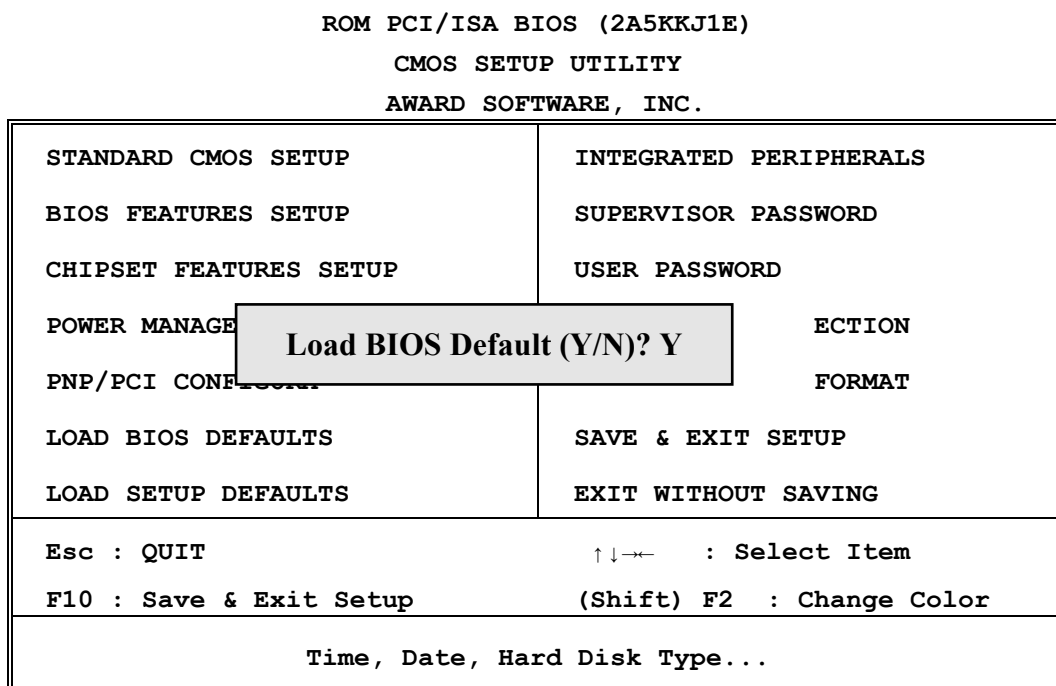 ROM PCI/ISA BIOS (2A5KKJ1E)
CMOS SETUP UTILITY
AWARD SOFTWARE, INC.
STANDARD CMOS SETUP
INTEGRATED PERIPHERALS
BIOS FEATURES SETUP
SUPERVISOR PASSWORD
CHIPSET FEATURES SETUP
USER PASSWORD
POWER MANAGE
ECTION
Load BIOS Default (Y/N)? Y
PNP/PCI
FORMAT
LOAD BIOS DEFAULTS
SAVE & EXIT SETUP
LOAD SETUP DEFAULTS
EXIT WITHOUT SAVING
Esc : QUIT
↑↓→← : Select Item
F10 : Save & Exit Setup
(Shift) F2 : Change Color
Time, Date, Hard Disk Type...